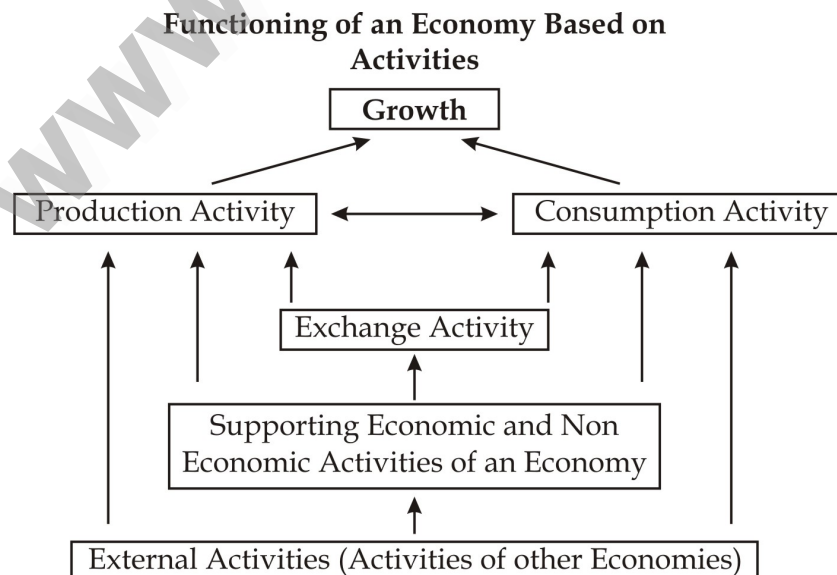 WWW
Functioning of an Economy Based on
Activities
Growth
Production Activity
Consumption Activity
Exchange Activity
Supporting Economic and Non
Economic Activities of an Economy
External Activities (Activities of other Economies)